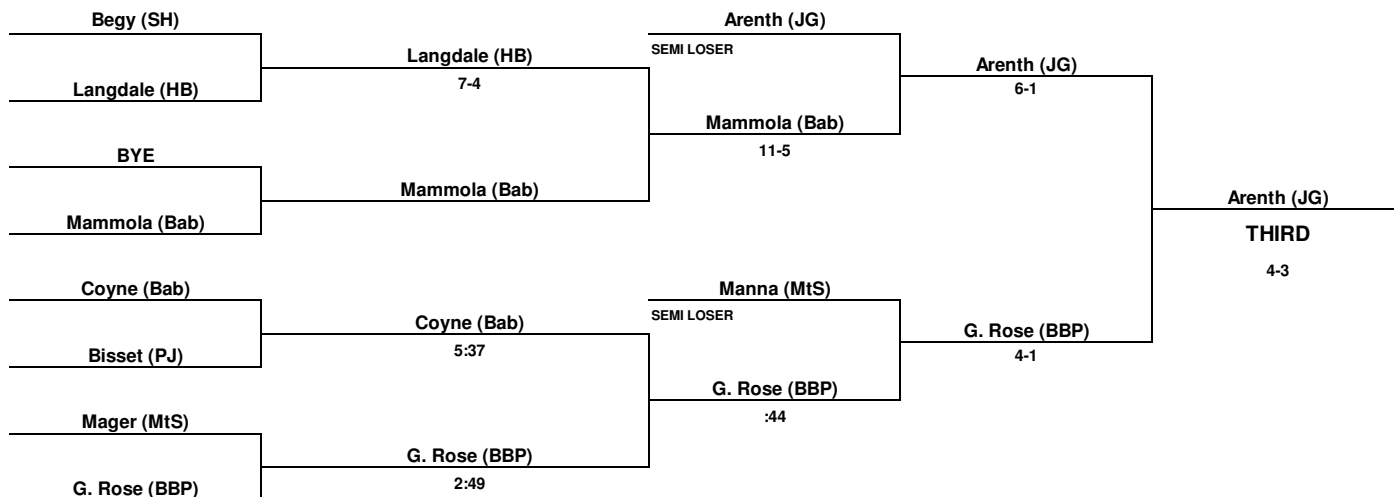 Begy (SH)
Arenth (JG)
SEMI LOSER
Langdale (HB)
7-4
Arenth (JG)
6-1
Langdale (HB)
Mammola (Bab)
11-5
BYE
Mammola (Bab)
Arenth (JG)
THIRD
4-3
Mammola (Bab)
Coyne (Bab)
Manna (MtS)
SEMI LOSER
Coyne (Bab)
5:37
G. Rose (BBP)
4-1
Bisset (PJ)
G. Rose (BBP)
:44
Mager (MtS)
G. Rose (BBP)
2:49
G. Rose (BBP)